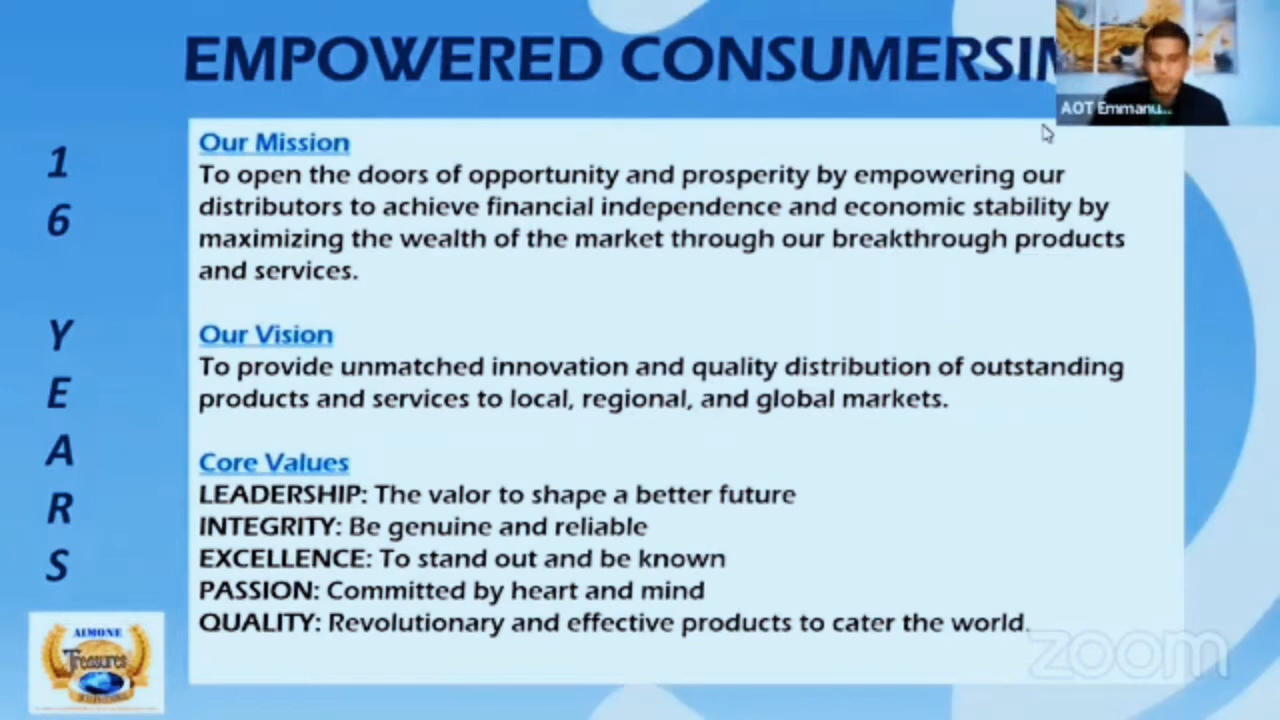 EMPOWERED CONSUMERSIM
AOT Emmanu...
1
6
Y
E
A
R
S
Our Mission
To open the doors of opportunity and prosperity by empowering our
distributors to achieve financial independence and economic stability by
maximizing the wealth of the market through our breakthrough products
and services.
Our Vision
To provide unmatched innovation and quality distribution of outstanding
products and services to local, regional, and global markets.
Core Values
LEADERSHIP: The valor to shape a better future
INTEGRITY: Be genuine and reliable
EXCELLENCE: To stand out and be known
PASSION: Committed by heart and mind
QUALITY: Revolutionary and effective products to cater the world.
AIMONE
Treasures
zoom